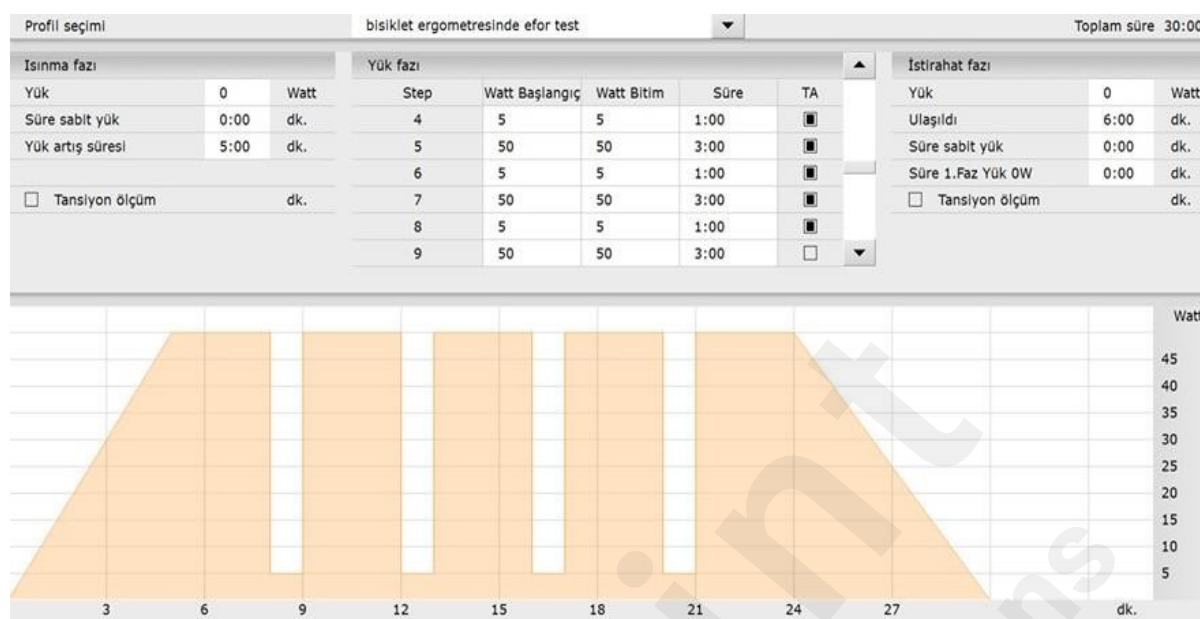 Profil seçimi bisiklet ergometresinde efor test Toplam süre 30:00
Isınma fazı
Yük 0 Watt
Süre sabit yük 0:00 dk.
Yük artış süresi 5:00 dk.
Tansiyon ölçüm dk.
Yük fazı
Step Watt Başlangıç Watt Bitim Süre TA
4 5 5 1:00
5 50 50 3:00
6 5 5 1:00
7 50 50 3:00
8 5 5 1:00
9 50 50 3:00
İstirahat fazı
Yük 0 Watt
Ulaşıldı 6:00 dk.
Süre sabit yük 0:00 dk.
Süre 1.Faz Yük 0W 0:00 dk.
Tansiyon ölçüm dk.
Watt
45
40
35
30
25
20
15
10
5
3 6 9 12 15 18 21 24 27 dk.